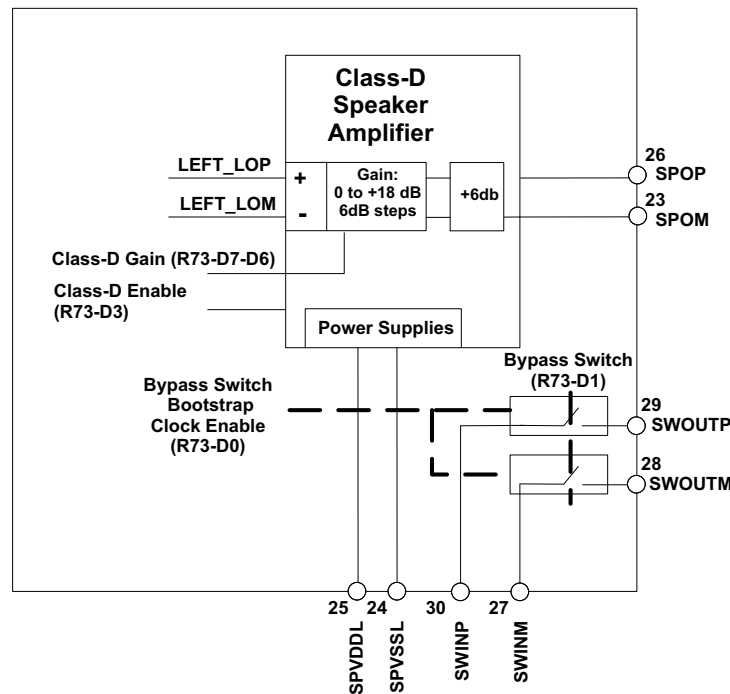 Class-D
Speaker
Amplifier
LEFT_LOP
LEFT_LOM
+
-
Gain:
0 to +18 dB
6dB steps
+6db
26
SPOP
23
SPOM
Class-D Gain (R73-D7-D6)
Class-D Enable
(R73-D3)
Power Supplies
Bypass Switch
Bootstrap
Clock Enable
(R73-D0)
Bypass Switch
(R73-D1)
29
SWOUTP
28
SWOUTM
25
24
30
27
SPVDDL
SPVSSL
SWINP
SWINM